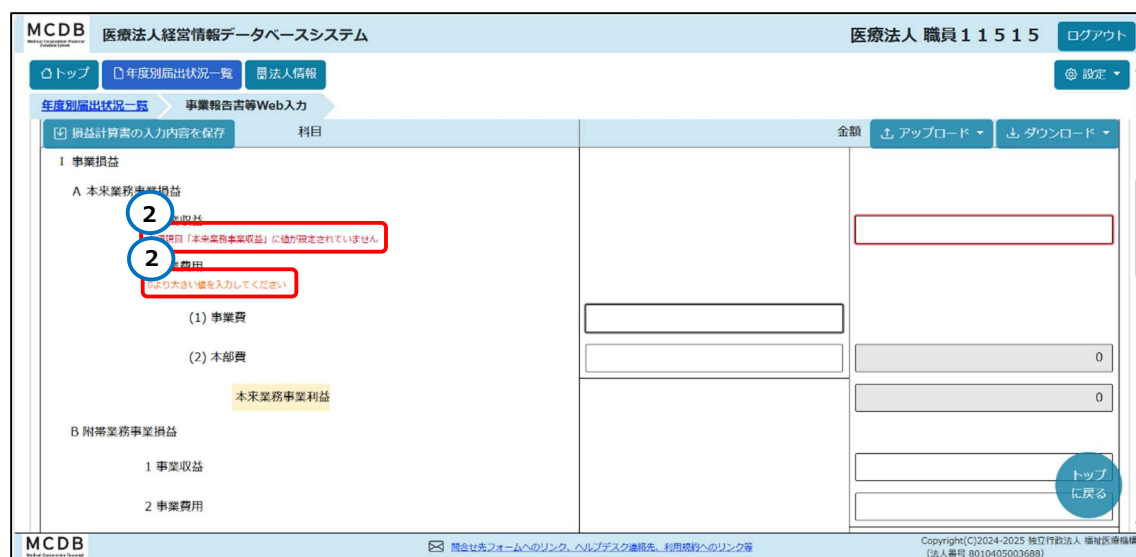 MCDB 医療法人経営情報データベースシステム 医療法人 職員11515 ログアウト
トップ 年度別届出状況一覧 法人情報 設定
年度別届出状況一覧 事業報告書等Web入力
損益計算書の入力内容を保存 科目 金額 アップロード ダウンロード
I 事業損益
A 本来業務事業損益
2 業収益
項目「本来業務事業収益」に値が設定されていません
2 業費用
0より大きい値を入力してください
(1) 事業費
(2) 本部費 0
本来業務事業利益 0
B 附帯業務事業損益
1 事業収益
2 事業費用
トップ
に戻る
MCDB 問合せ先フォームへのリンク、ヘルプデスク連絡先、利用規約へのリンク等 Copyright(C)2024-2025 独立行政法人 福祉医療機構
(法人番号 8010405003688)